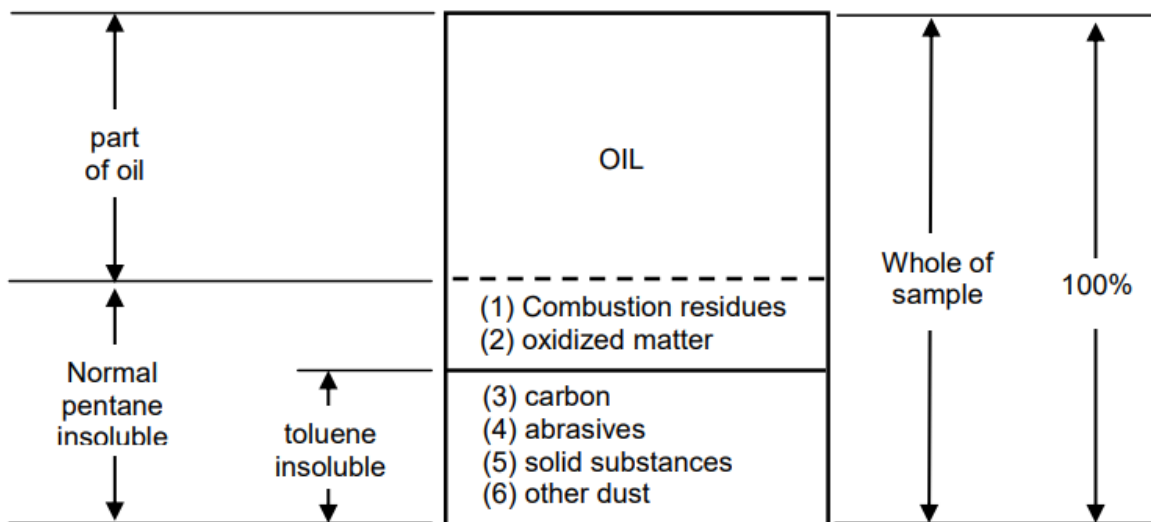 part
of oil
OIL
Whole of
sample
100%
(1) Combustion residues
(2) oxidized matter
Normal
pentane
insoluble
toluene
insoluble
(3) carbon
(4) abrasives
(5) solid substances
(6) other dust